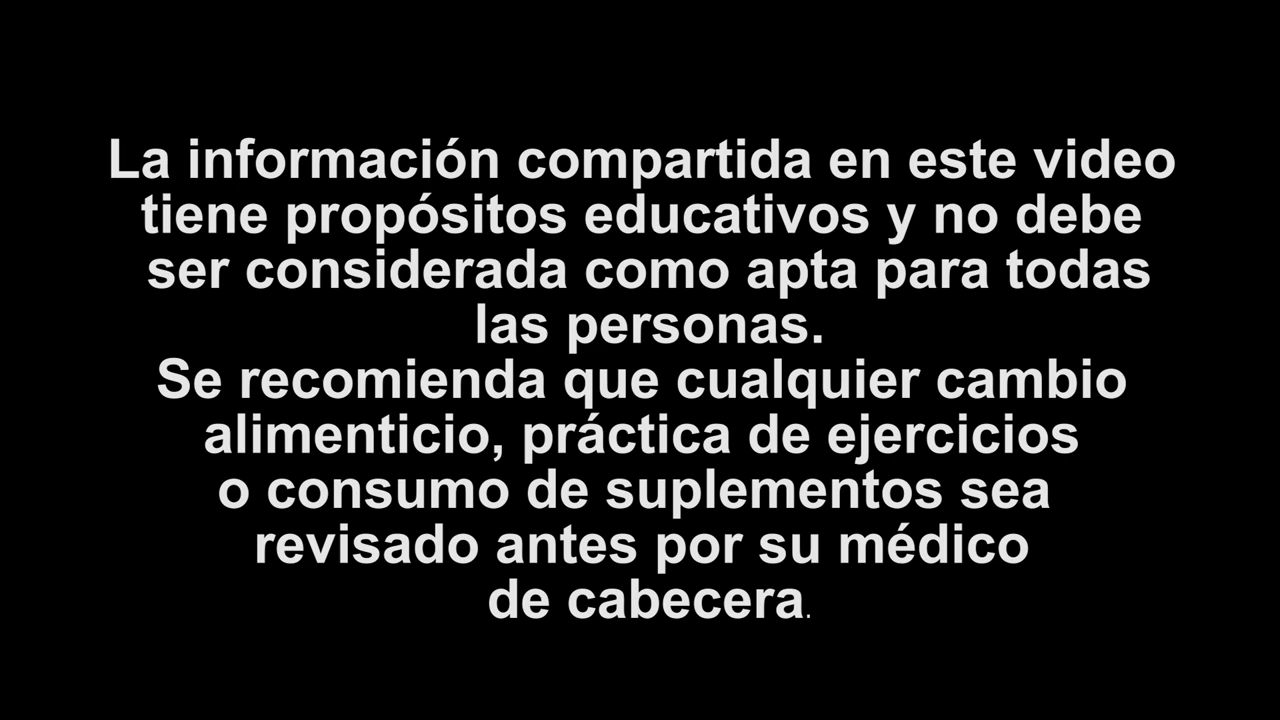 La información compartida en este video
tiene propósitos educativos y no debe
ser considerada como apta para todas
las personas.
Se recomienda que cualquier cambio
alimenticio, práctica de ejercicios
o consumo de suplementos sea
revisado antes por su médico
de cabecera.